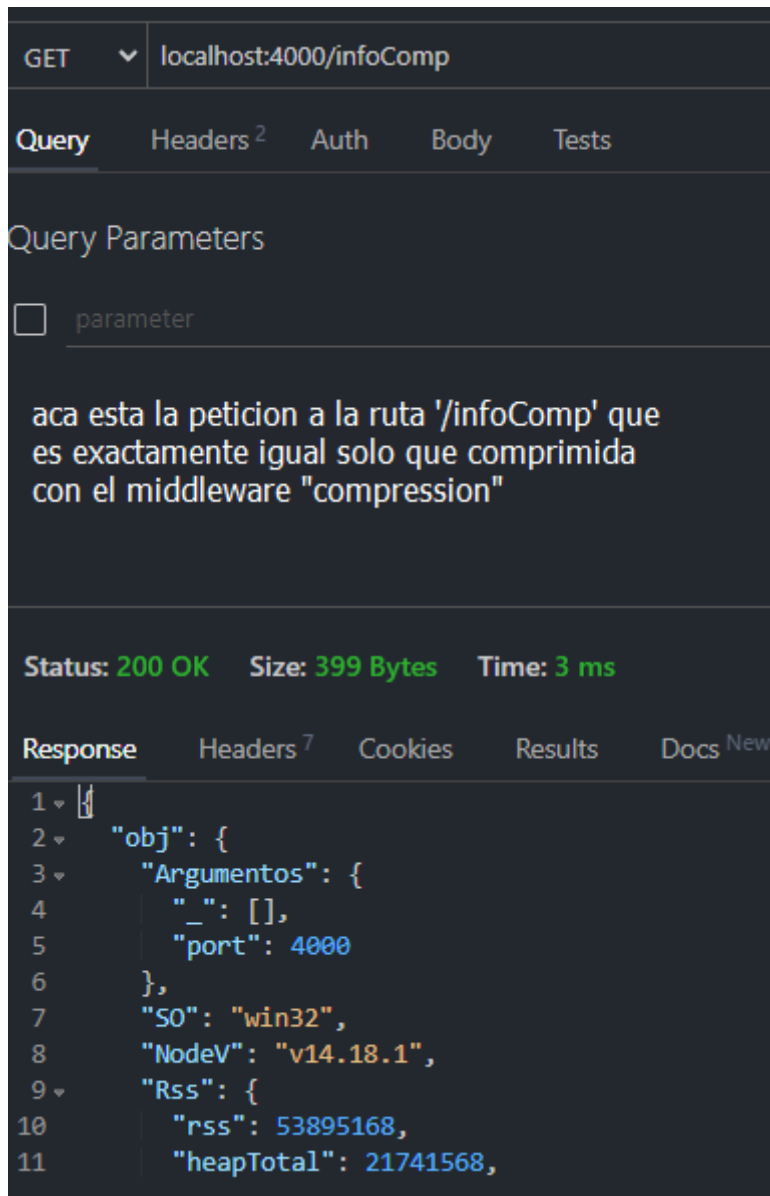 GET localhost:4000/infoComp
Query Headers 2 Auth Body Tests
Query Parameters
parameter
aca esta la peticion a la ruta '/infoComp' que
es exactamente igual solo que comprimida
con el middleware "compression"
Status: 200 OK Size: 399 Bytes Time: 3 ms
Response Headers 7 Cookies Results Docs New
1 {
2 "obj": {
3 "Argumentos": {
4 "_": [],
5 "port": 4000
6 },
7 "SO": "win32",
8 "NodeV": "v14.18.1",
9 "Rss": {
10 "rss": 53895168,
11 "heapTotal": 21741568,